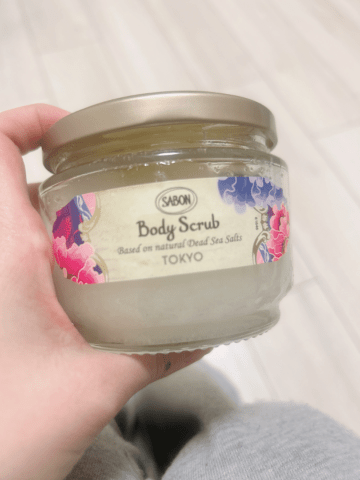 SABON
Body Scrub
Based on natural Dead Sea Salts
TOKYO